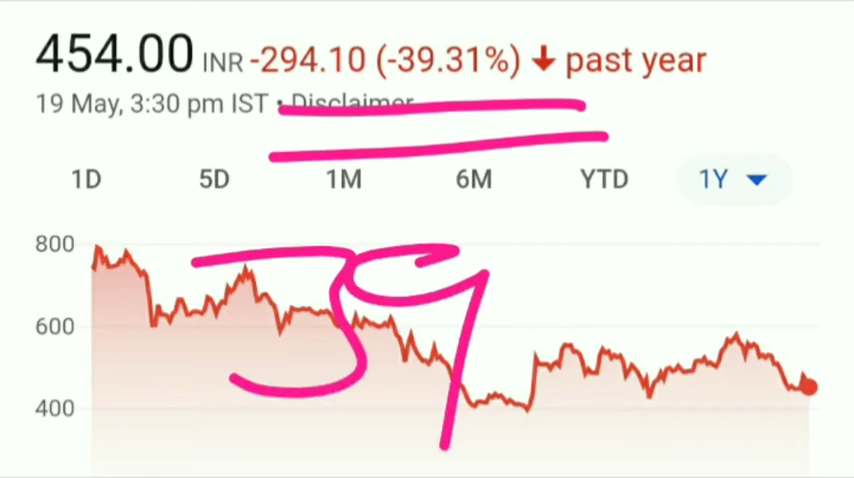 454.00 INR -294.10 (-39.31%) ↓ past year
19 May, 3:30 pm IST • Disclaimer
1D 5D 1M 6M YTD 1Y
800
600
400
39